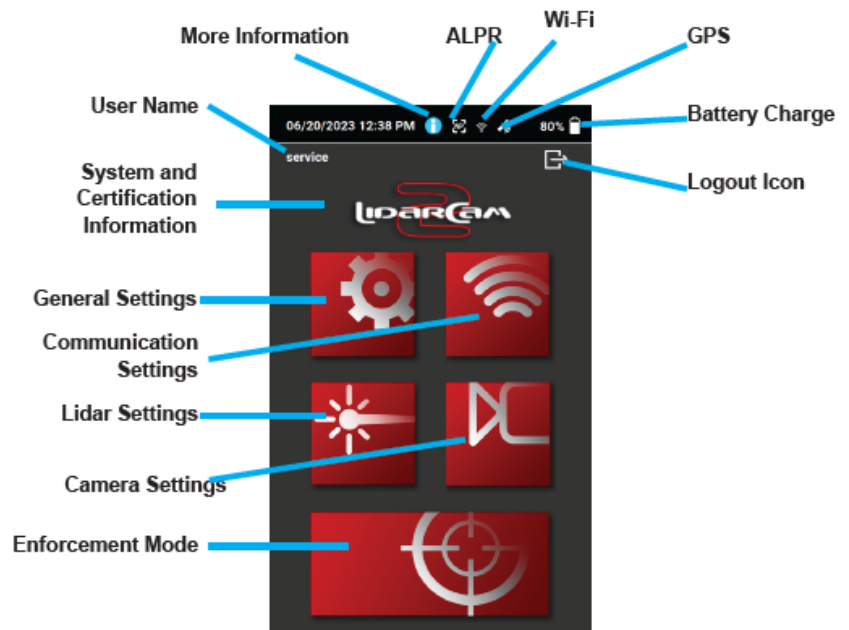 More Information
ALPR
Wi-Fi
GPS
User Name
Battery Charge
06/20/2023 12:38 PM
80%
service
Logout Icon
System and
Certification
Information
LIDARCAM
2
General Settings
Communication
Settings
Lidar Settings
Camera Settings
Enforcement Mode